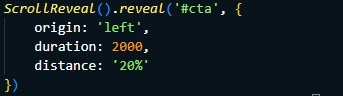 ScrollReveal().reveal('#cta', {
    origin: 'left',
    duration: 2000,
    distance: '20%'
})